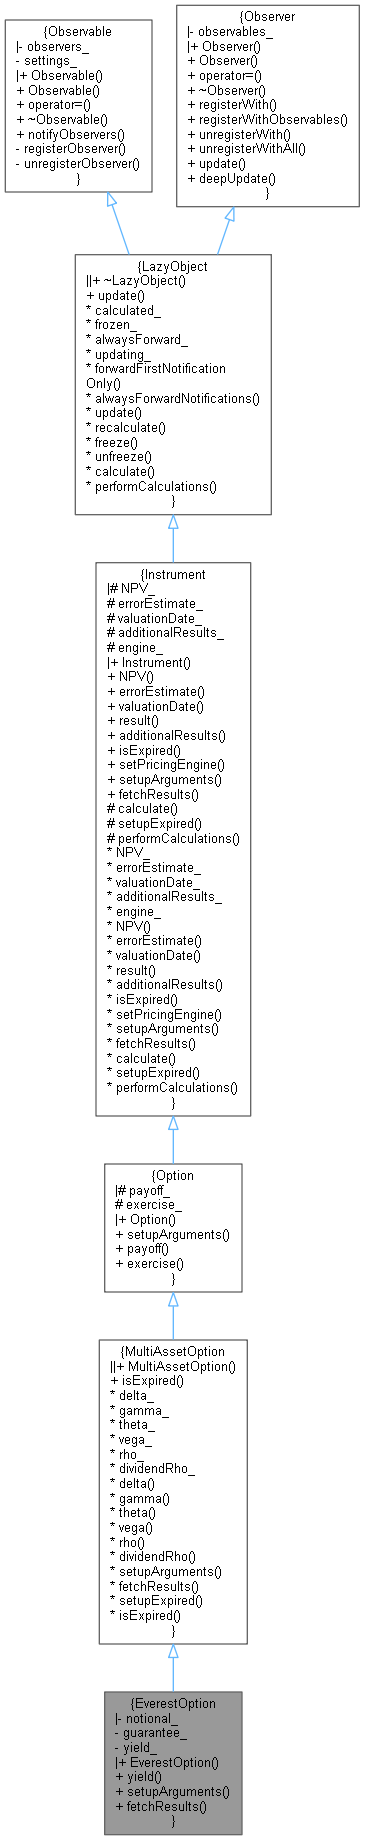 {Observable
|- observers_
- settings_
|+ Observable()
+ Observable()
+ operator=()
+ ~Observable()
+ notifyObservers()
- registerObserver()
- unregisterObserver()
}
{Observer
|- observables_
|+ Observer()
+ Observer()
+ operator=()
+ ~Observer()
+ registerWith()
+ registerWithObservables()
+ unregisterWith()
+ unregisterWithAll()
+ update()
+ deepUpdate()
}
{LazyObject
||+ ~LazyObject()
+ update()
* calculated_
* frozen_
* alwaysForward_
* updating_
* forwardFirstNotification
Only()
* alwaysForwardNotifications()
* update()
* recalculate()
* freeze()
* unfreeze()
* calculate()
* performCalculations()
}
{Instrument
|# NPV_
# errorEstimate_
# valuationDate_
# additionalResults_
# engine_
|+ Instrument()
+ NPV()
+ errorEstimate()
+ valuationDate()
+ result()
+ additionalResults()
+ isExpired()
+ setPricingEngine()
+ setupArguments()
+ fetchResults()
# calculate()
# setupExpired()
# performCalculations()
* NPV_
* errorEstimate_
* valuationDate_
* additionalResults_
* engine_
* NPV()
* errorEstimate()
* valuationDate()
* result()
* additionalResults()
* isExpired()
* setPricingEngine()
* setupArguments()
* fetchResults()
* calculate()
* setupExpired()
* performCalculations()
}
{Option
|# payoff_
# exercise_
|+ Option()
+ setupArguments()
+ payoff()
+ exercise()
}
{MultiAssetOption
||+ MultiAssetOption()
+ isExpired()
* delta_
* gamma_
* theta_
* vega_
* rho_
* dividendRho_
* delta()
* gamma()
* theta()
* vega()
* rho()
* dividendRho()
* setupArguments()
* fetchResults()
* setupExpired()
* isExpired()
}
{EverestOption
|- notional_
- guarantee_
- yield_
|+ EverestOption()
+ yield()
+ setupArguments()
+ fetchResults()
}